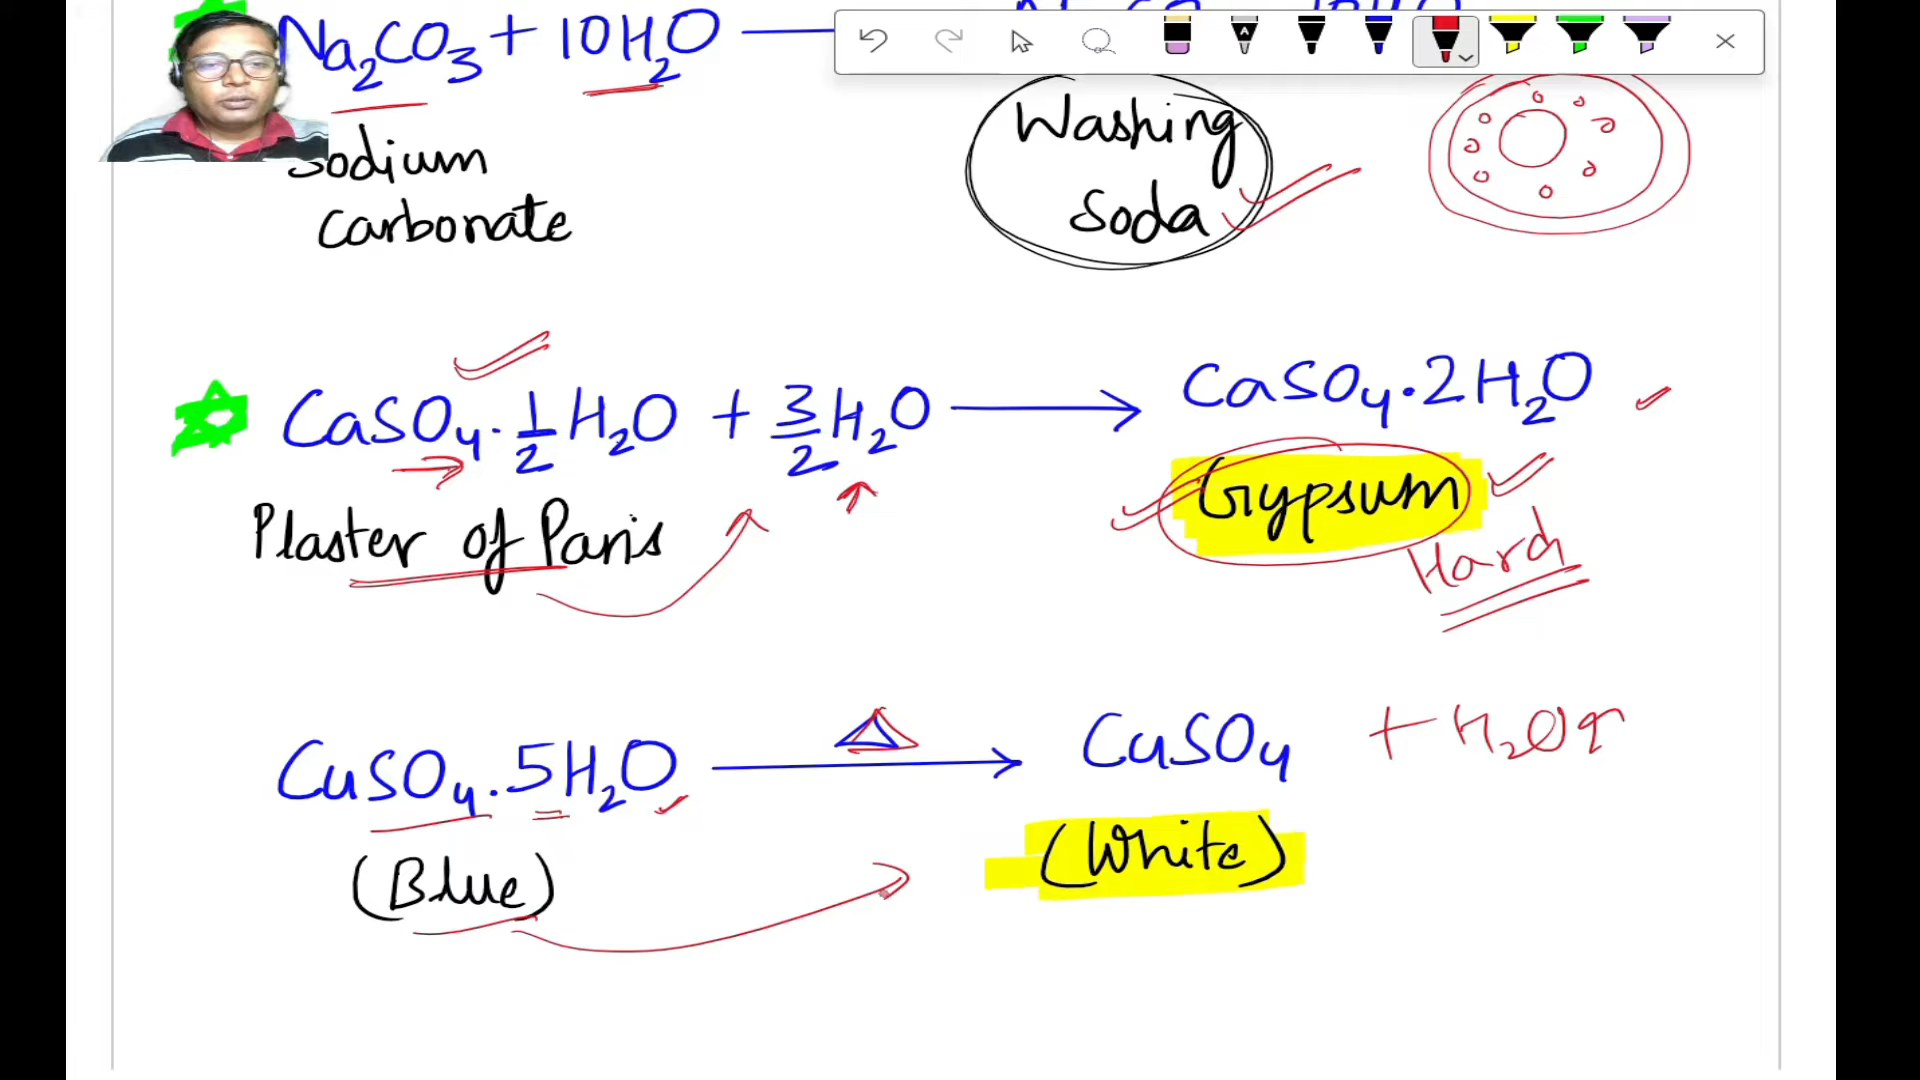 Na₂CO₃ + 10H₂O
Sodium
Carbonate
Washing
Soda
CaSO₄·½H₂O + 3/2H₂O → CaSO₄·2H₂O
Plaster of Paris
Gypsum
Hard
CuSO₄·5H₂O △→ CuSO₄ + H₂O
(Blue)
(White)